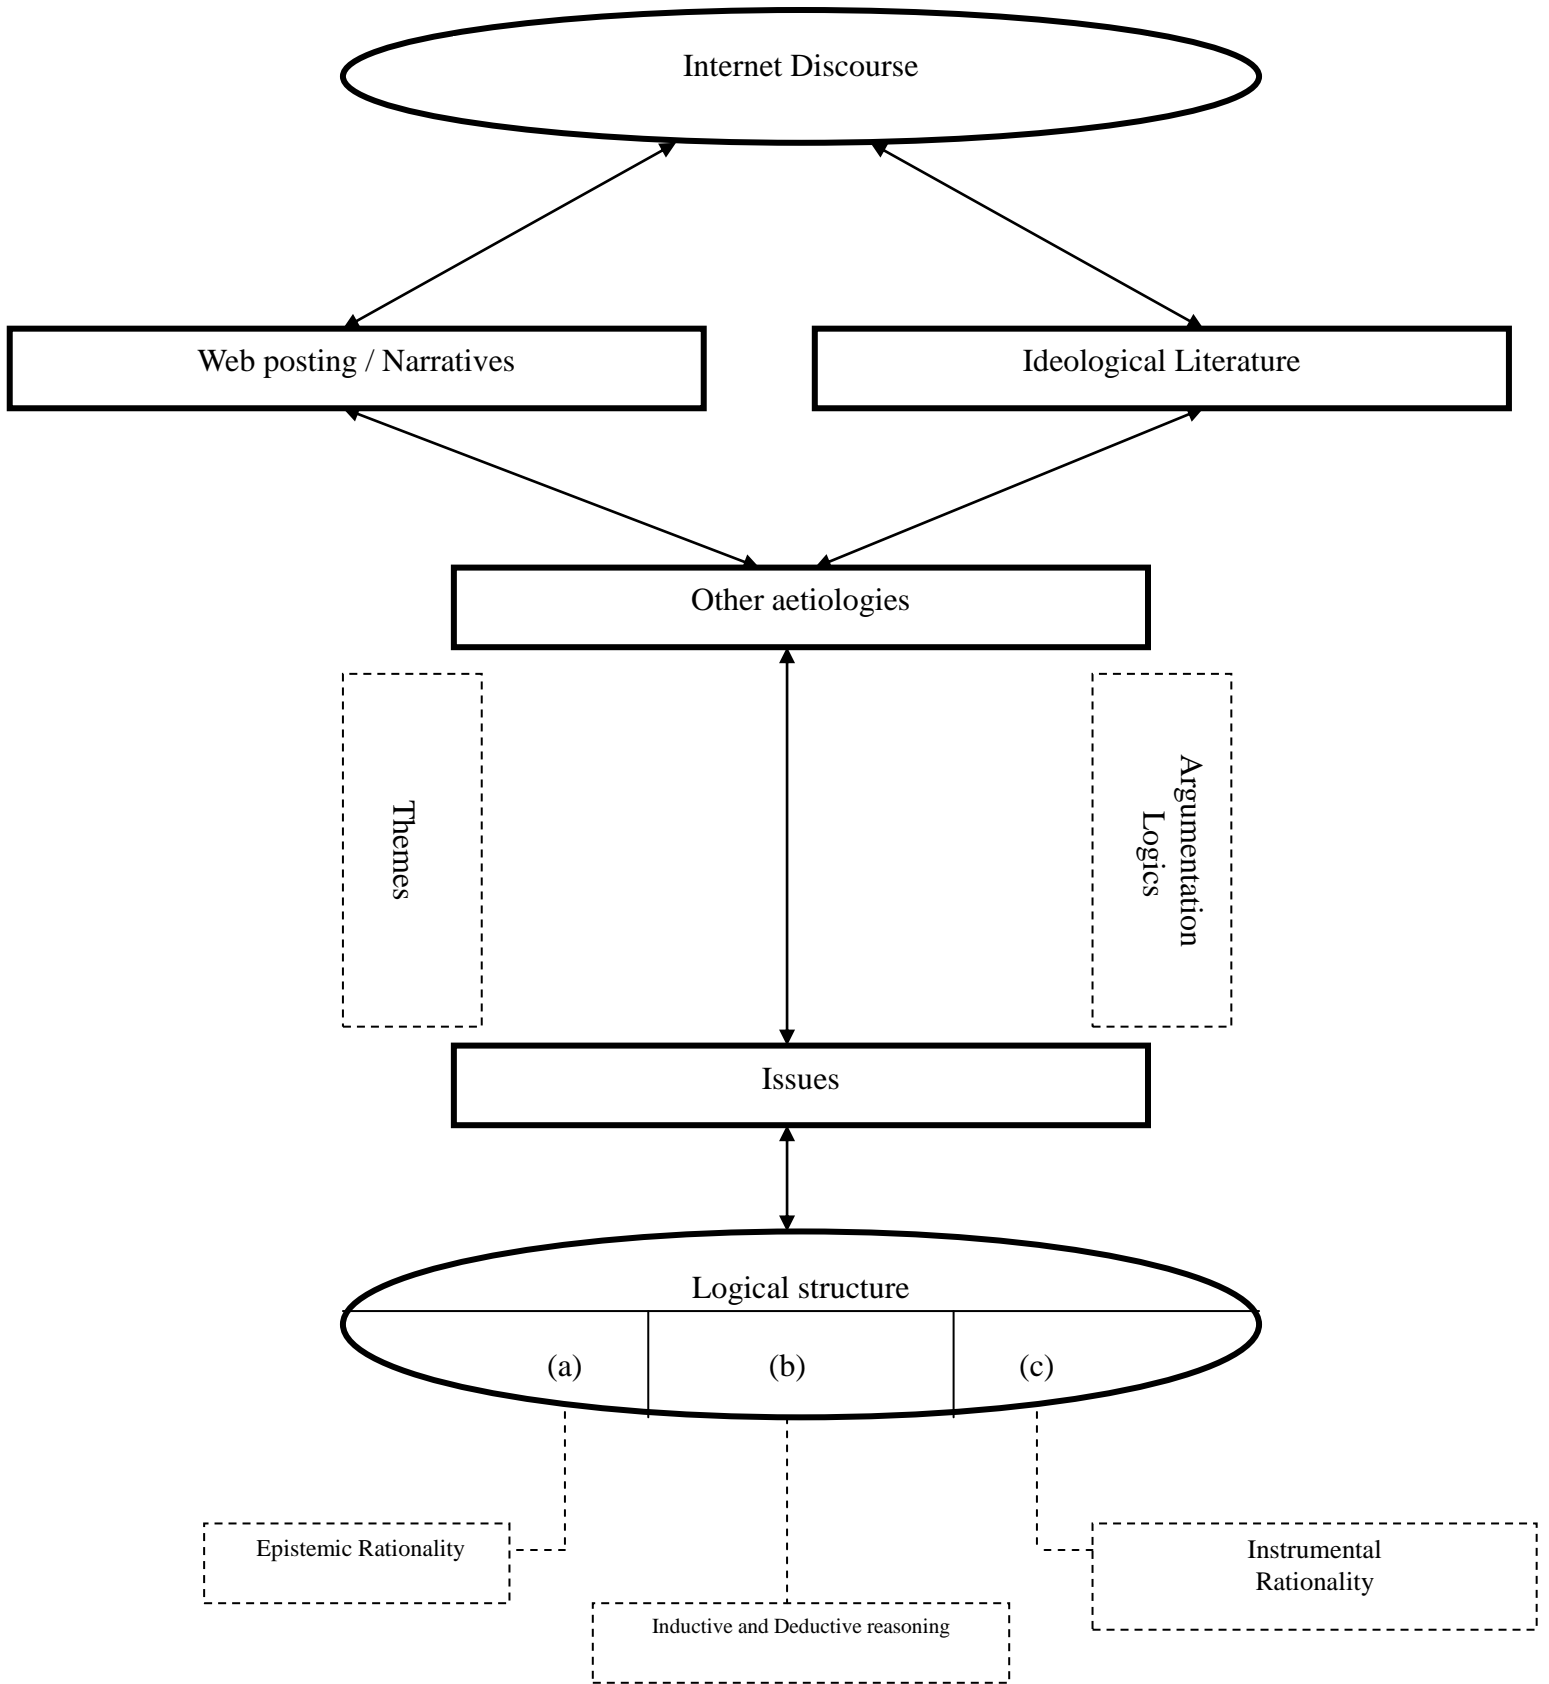 Internet Discourse
Web posting / Narratives
Ideological Literature
Other aetiologies
Themes
Argumentation
Logics
Issues
Logical structure
(a)
(b)
(c)
Epistemic Rationality
Instrumental
Rationality
Inductive and Deductive reasoning